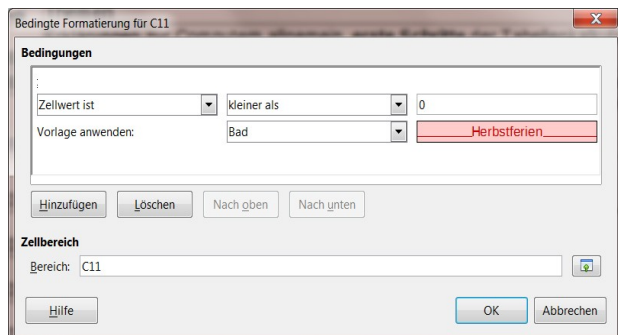 Bedingte Formatierung für C11
X
Bedingungen
:
Zellwert ist kleiner als 0
Vorlage anwenden: Bad Herbstferien
Hinzufügen Löschen Nach oben Nach unten
Zellbereich
Bereich: C11
Hilfe OK Abbrechen